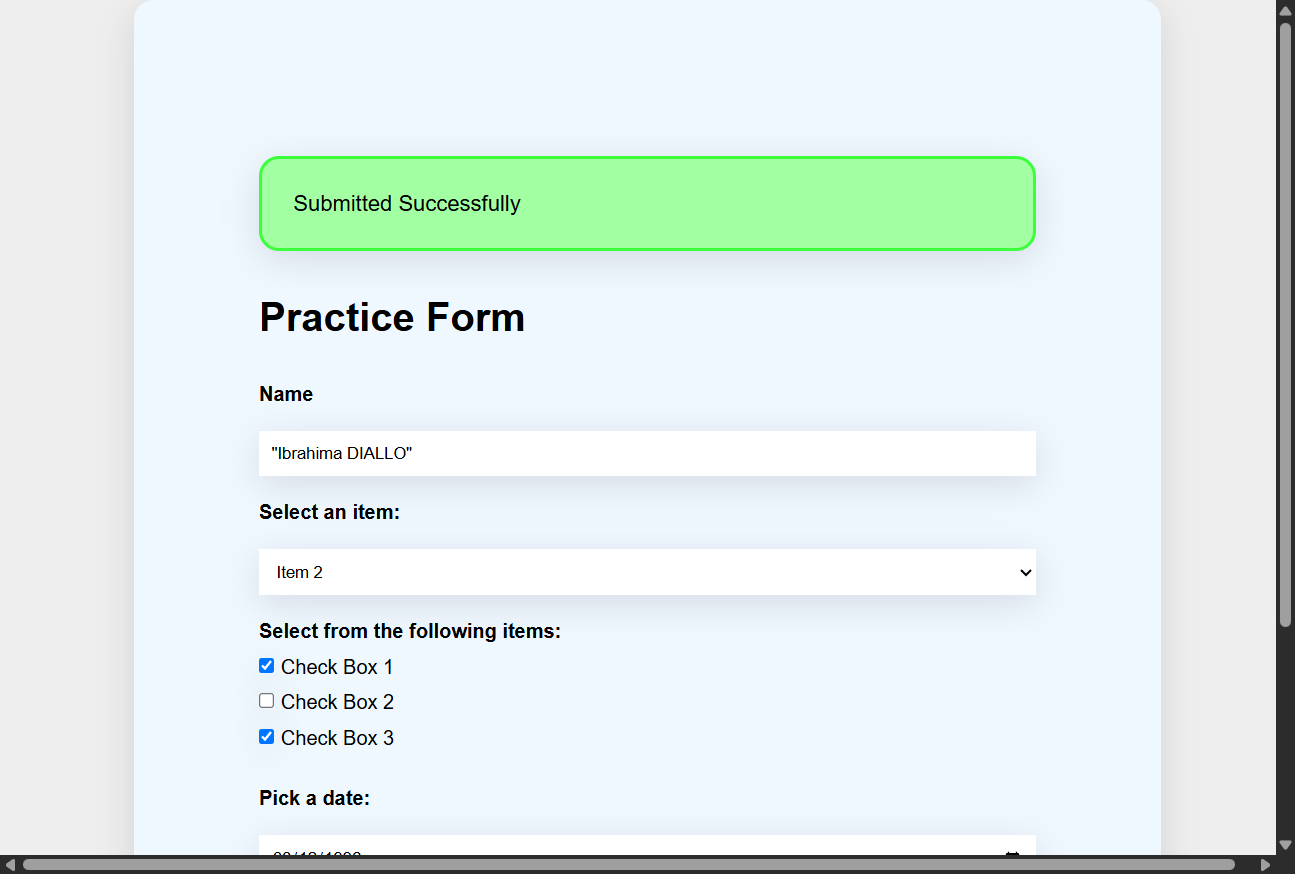 Submitted Successfully
Practice Form
Name
"Ibrahima DIALLO"
Select an item:
Item 2
Select from the following items:
Check Box 1
Check Box 2
Check Box 3
Pick a date: